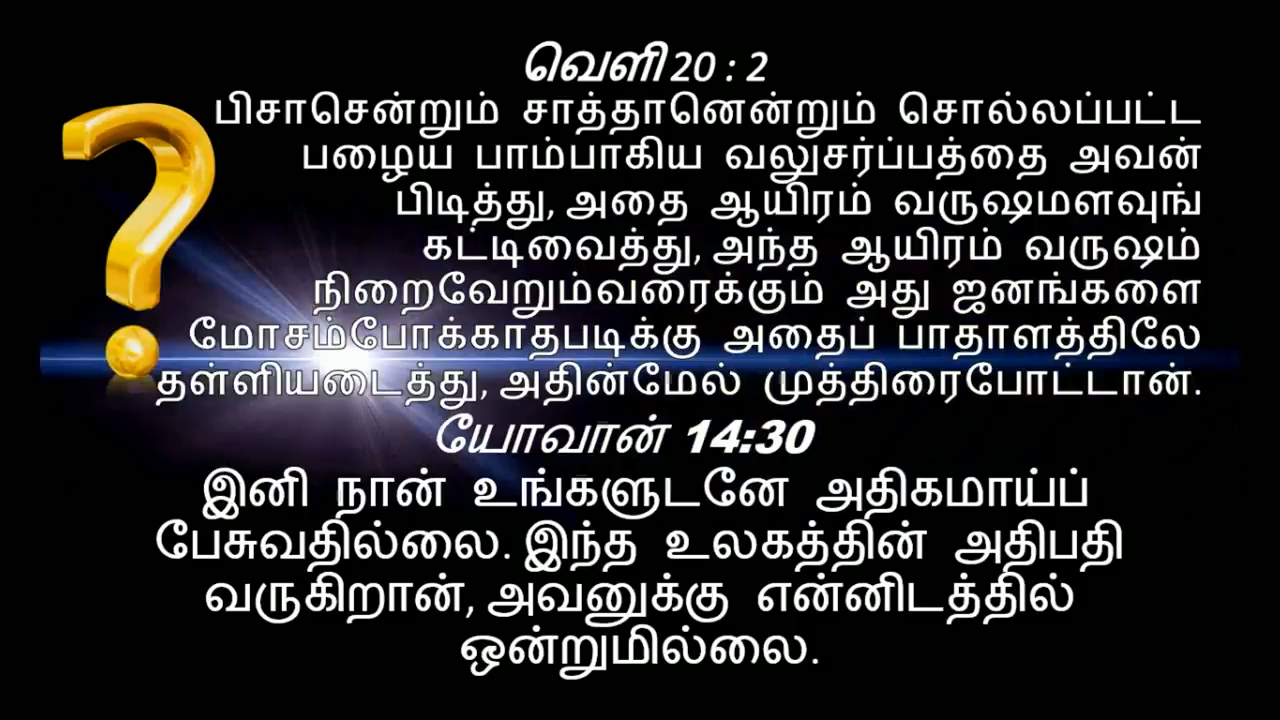 வெளி 20 : 2
பிசாசென்றும் சாத்தானென்றும் சொல்லப்பட்ட
பழைய பாம்பாகிய வலுசர்ப்பத்தை அவன்
பிடித்து, அதை ஆயிரம் வருஷமளவுங்
கட்டிவைத்து, அந்த ஆயிரம் வருஷம்
நிறைவேறும்வரைக்கும் அது ஜனங்களை
மோசம்போக்காதபடிக்கு அதைப் பாதாளத்திலே
தள்ளியடைத்து, அதின்மேல் முத்திரைபோட்டான்.
யோவான் 14:30
இனி நான் உங்களுடனே அதிகமாய்ப்
பேசுவதில்லை. இந்த உலகத்தின் அதிபதி
வருகிறான், அவனுக்கு என்னிடத்தில்
ஒன்றுமில்லை.